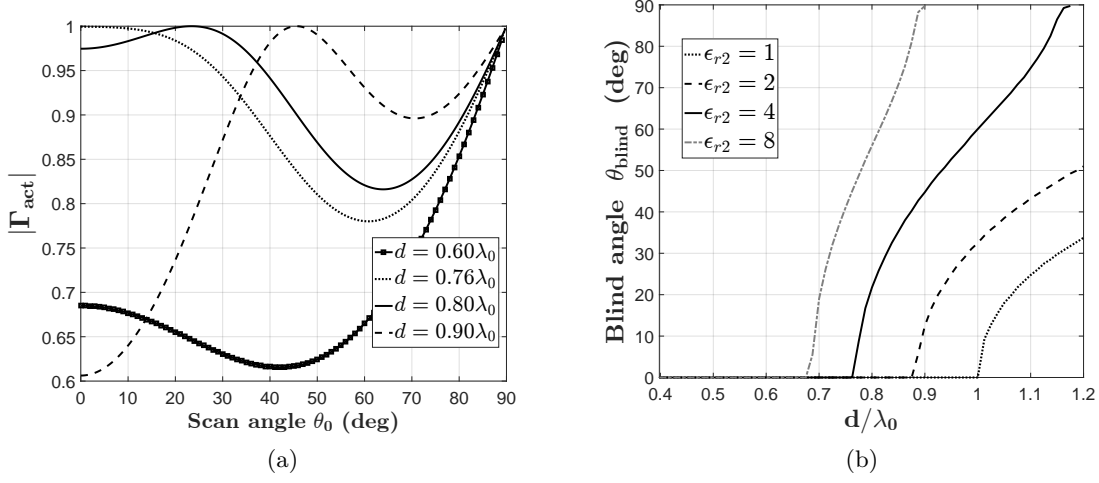 1
0.95
0.9
0.85
0.8
0.75
0.7
0.65
0.6
|Γact|
d = 0.60λ0
d = 0.76λ0
d = 0.80λ0
d = 0.90λ0
0 10 20 30 40 50 60 70 80 90
Scan angle θ0 (deg)
(a)
90
80
70
60
50
40
30
20
10
0
Blind angle θblind (deg)
ϵr2 = 1
ϵr2 = 2
ϵr2 = 4
ϵr2 = 8
0.4 0.5 0.6 0.7 0.8 0.9 1 1.1 1.2
d/λ0
(b)